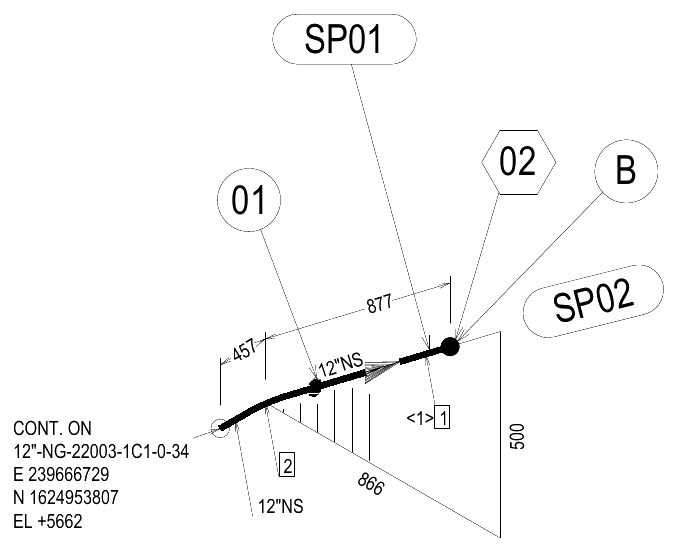 SP01
02
B
01
SP02
877
457
12"NS
<1> 1
500
CONT. ON
12"-NG-22003-1C1-0-34
E 239666729
N 1624953807
EL +5662
2
866
12"NS